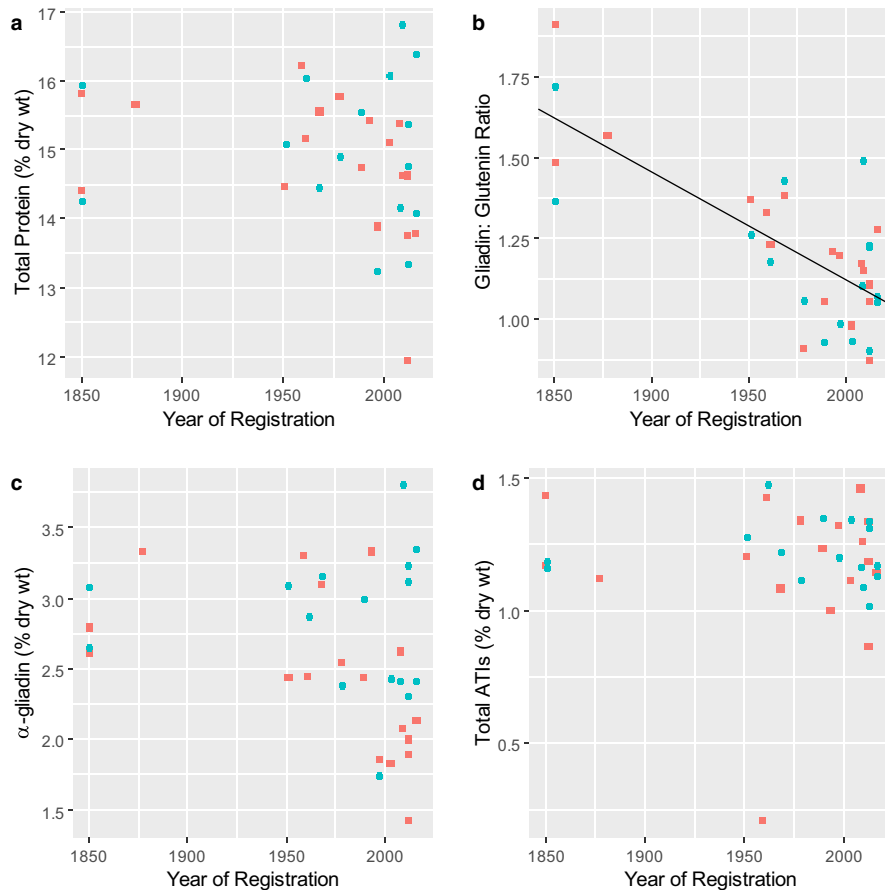 a
17
16
15
14
13
12
Total Protein (% dry wt)
1850 1900 1950 2000
Year of Registration
b
1.75
1.50
1.25
1.00
Gliadin: Glutenin Ratio
1850 1900 1950 2000
Year of Registration
c
3.5
3.0
2.5
2.0
1.5
α-gliadin (% dry wt)
1850 1900 1950 2000
Year of Registration
d
1.5
1.0
0.5
Total ATIs (% dry wt)
1850 1900 1950 2000
Year of Registration